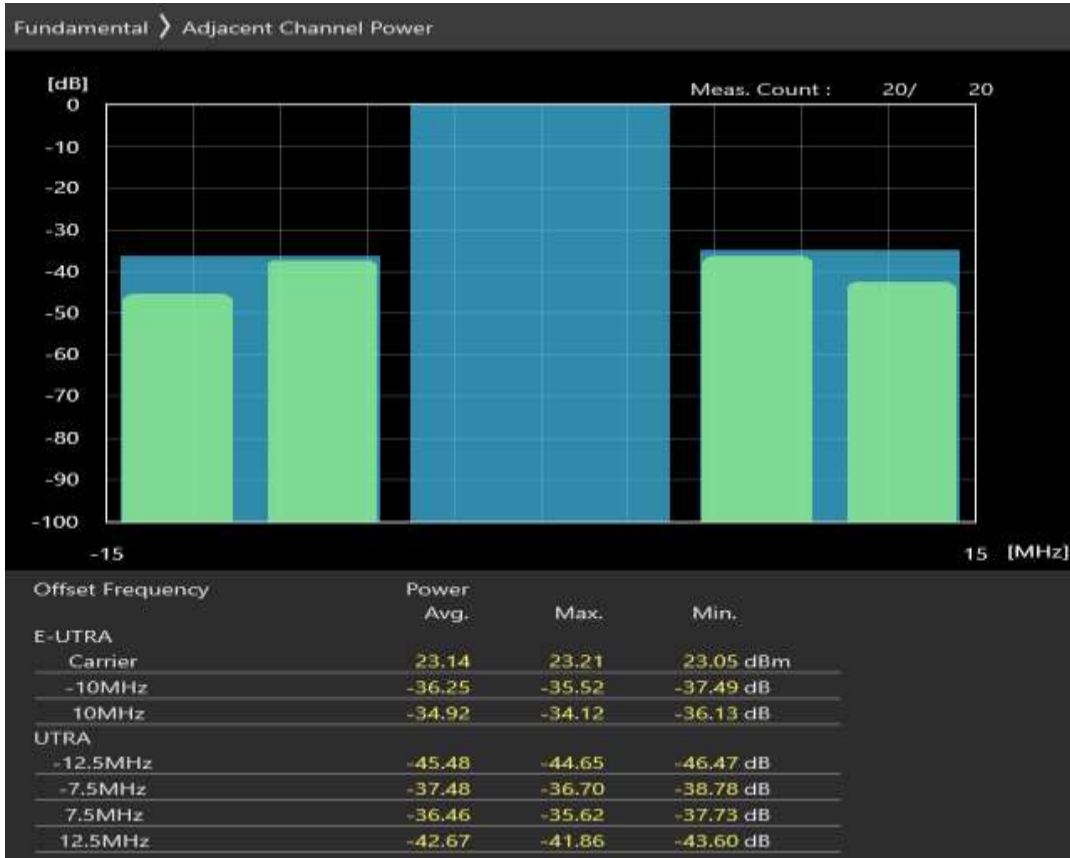 Fundamental 〉 Adjacent Channel Power
[dB]
Meas. Count : 20/ 20
0
-10
-20
-30
-40
-50
-60
-70
-80
-90
-100
-15 15 [MHz]
Offset Frequency Power
Avg. Max. Min.
E-UTRA
Carrier 23.14 23.21 23.05 dBm
-10MHz -36.25 -35.52 -37.49 dB
10MHz -34.92 -34.12 -36.13 dB
UTRA
-12.5MHz -45.48 -44.65 -46.47 dB
-7.5MHz -37.48 -36.70 -38.78 dB
7.5MHz -36.46 -35.62 -37.73 dB
12.5MHz -42.67 -41.86 -43.60 dB